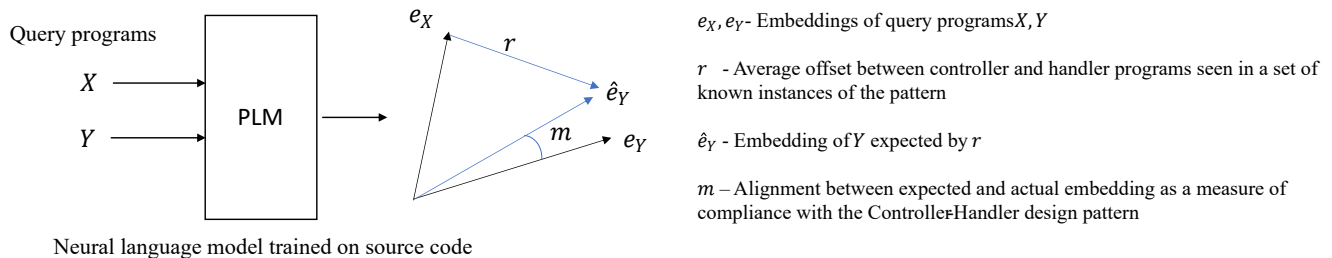 Query programs
X
Y
PLM
e_X
r
ê_Y
m
e_Y
Neural language model trained on source code
e_X, e_Y- Embeddings of query programsX, Y
r - Average offset between controller and handler programs seen in a set of
known instances of the pattern
ê_Y - Embedding ofY expected by r
m – Alignment between expected and actual embedding as a measure of
compliance with the Controller-Handler design pattern